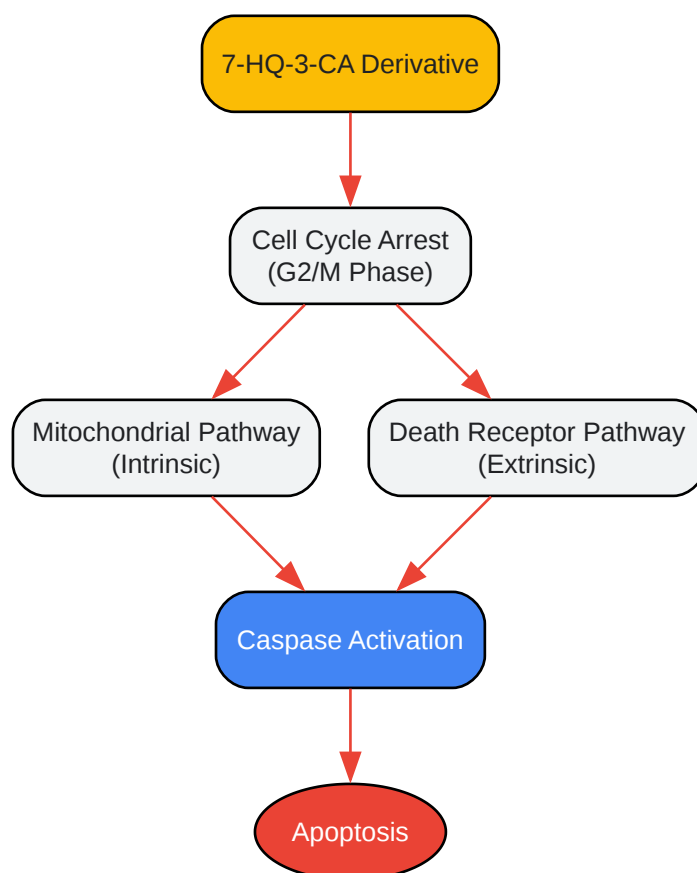 7-HQ-3-CA Derivative
Cell Cycle Arrest
(G2/M Phase)
Mitochondrial Pathway
(Intrinsic)
Death Receptor Pathway
(Extrinsic)
Caspase Activation
Apoptosis